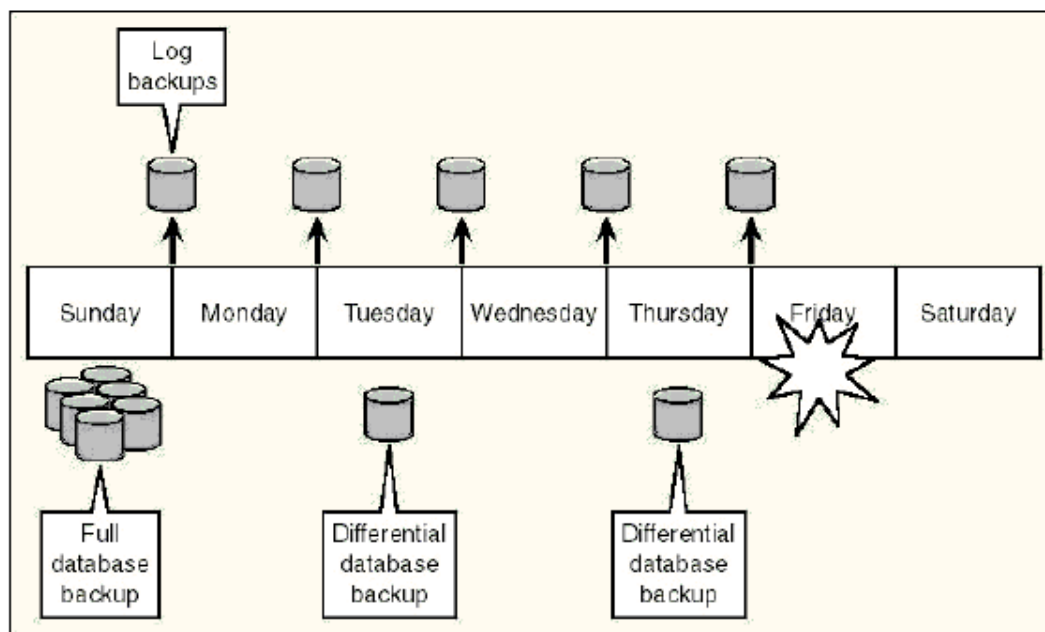 Log
backups
Sunday
Monday
Tuesday
Wednesday
Thursday
Friday
Saturday
Full
database
backup
Differential
database
backup
Differential
database
backup